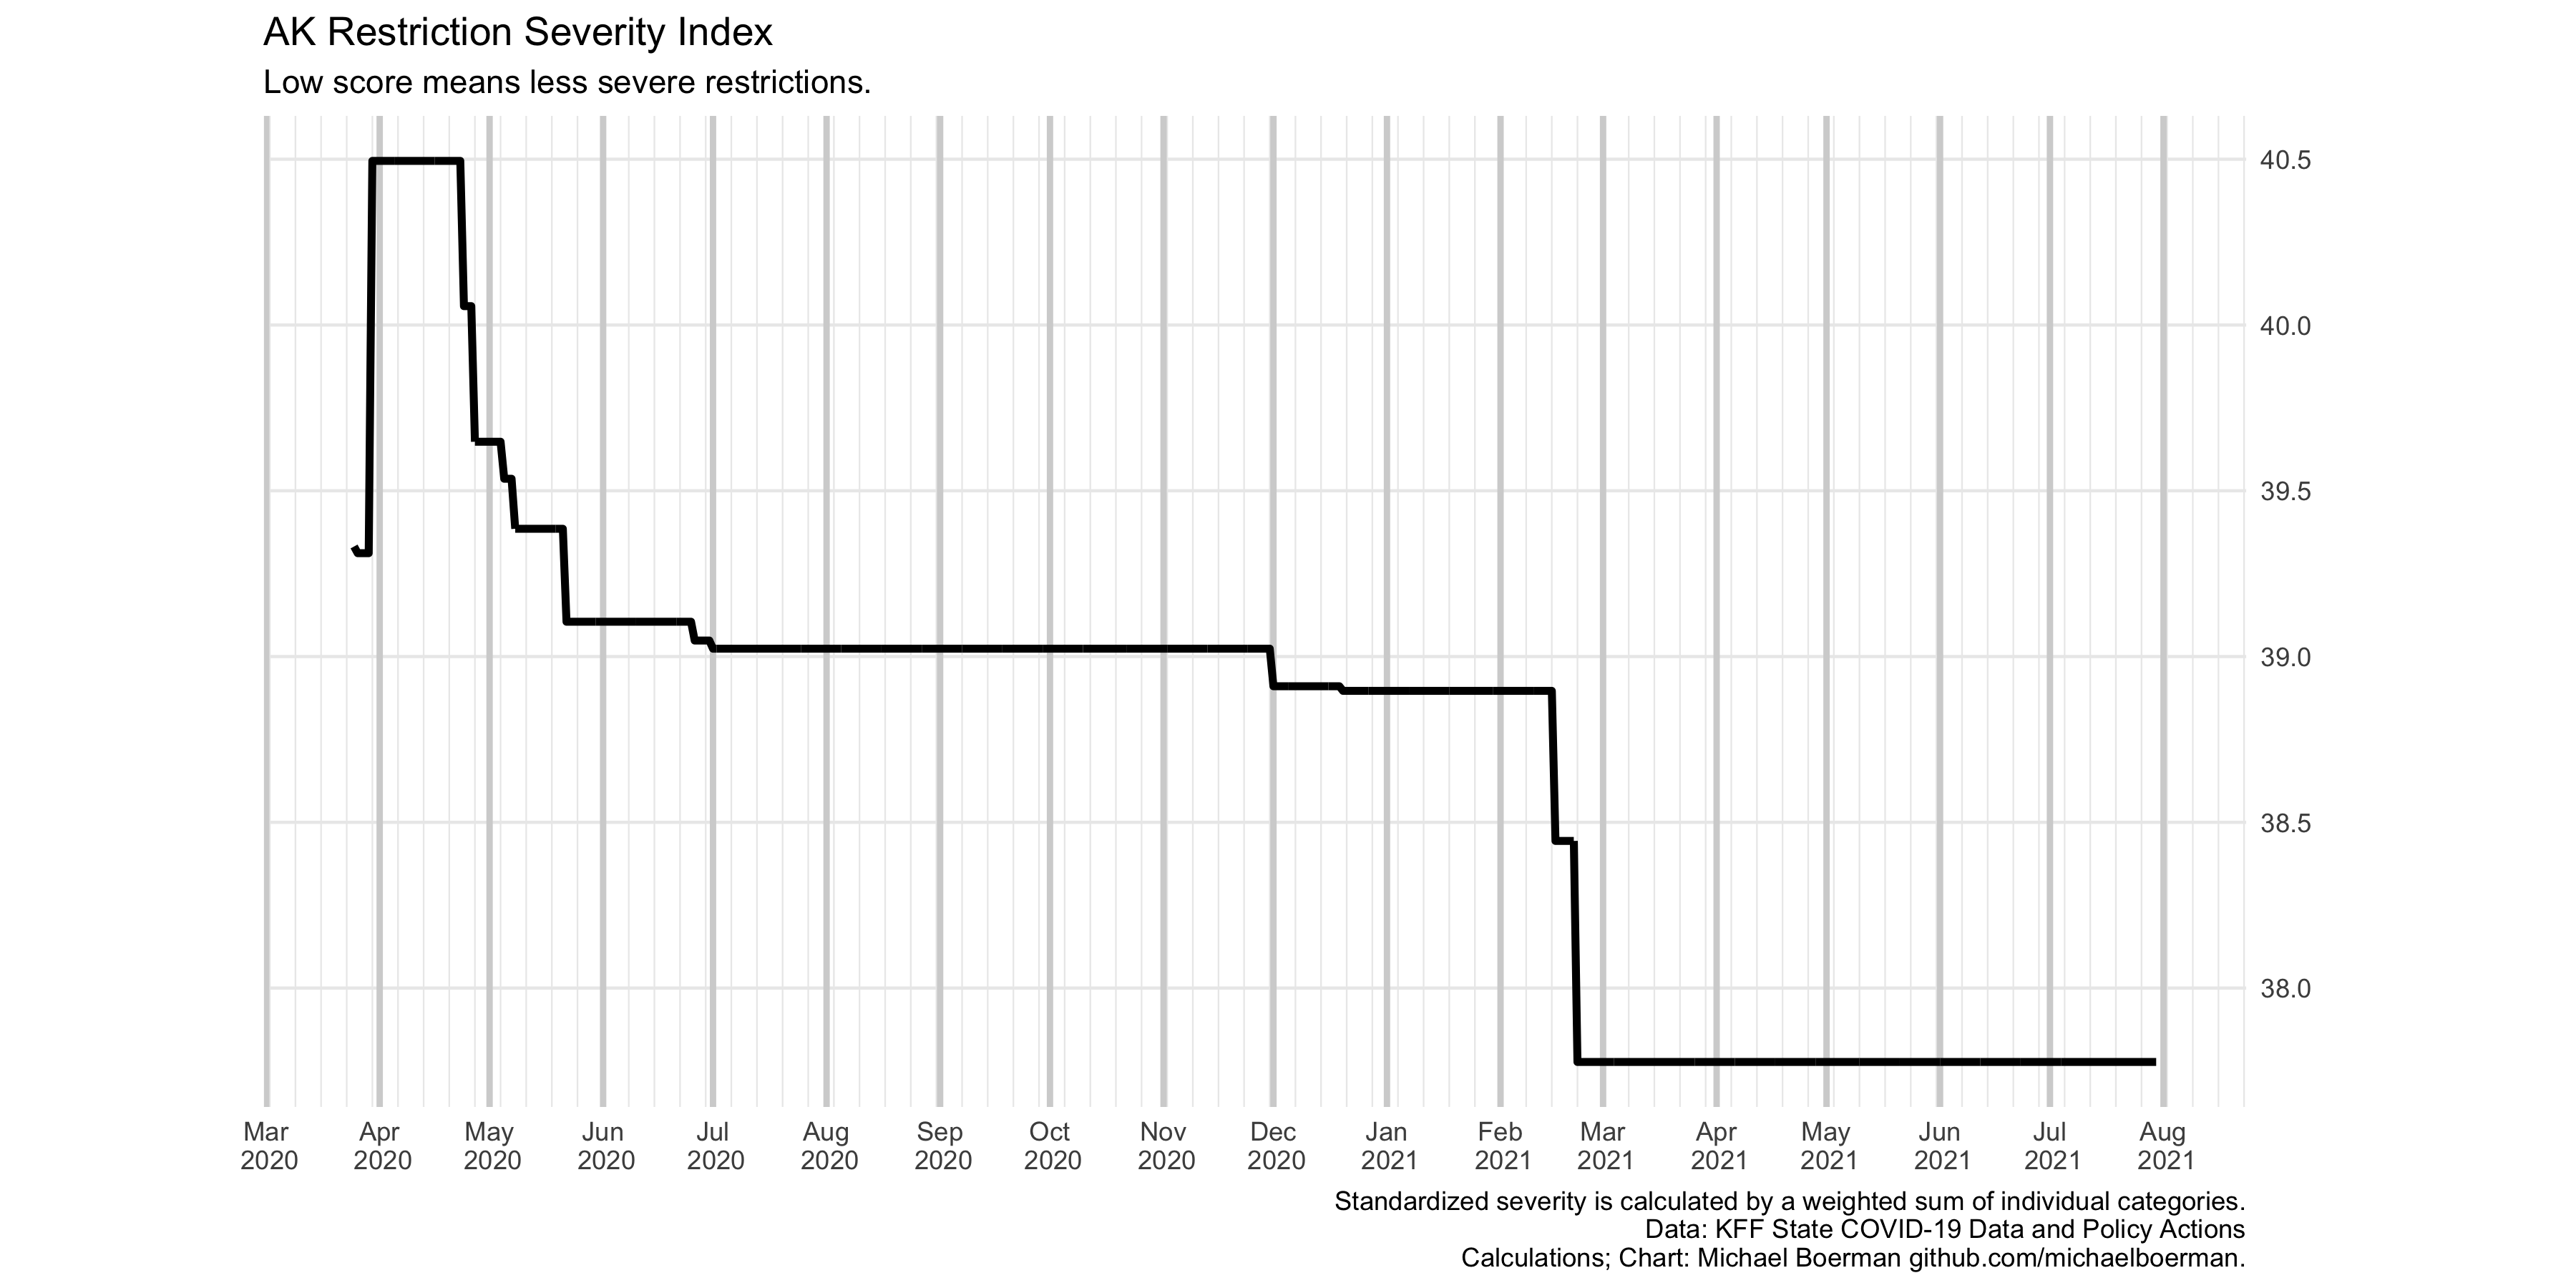 AK Restriction Severity Index
Low score means less severe restrictions.
40.5
40.0
39.5
39.0
38.5
38.0
Mar Apr May Jun Jul Aug Sep Oct Nov Dec Jan Feb Mar Apr May Jun Jul Aug
2020 2020 2020 2020 2020 2020 2020 2020 2020 2020 2021 2021 2021 2021 2021 2021 2021 2021
Standardized severity is calculated by a weighted sum of individual categories.
Data: KFF State COVID-19 Data and Policy Actions
Calculations; Chart: Michael Boerman github.com/michaelboerman.